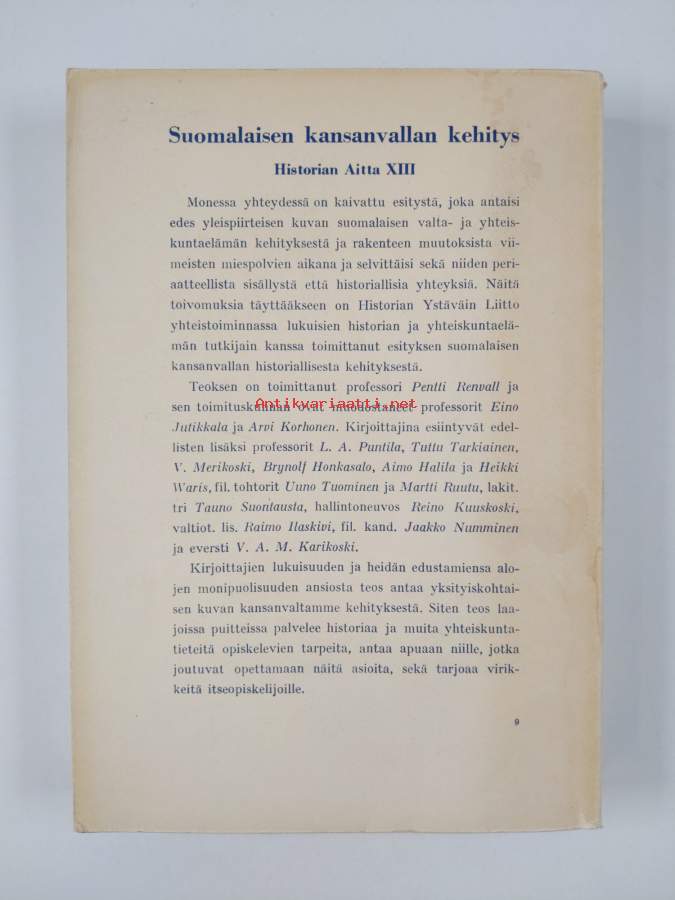 Suomalaisen kansanvallan kehitys
Historian Aitta XIII
Monessa yhteydessä on kaivattu esitystä, joka antaisi
edes yleispiirteisen kuvan suomalaisen valta- ja yhteis-
kuntaelämän kehityksestä ja rakenteen muutoksista vii-
meisten miespolvien aikana ja selvittäisi sekä niiden peri-
aatteellista sisällystä että historiallisia yhteyksiä. Näitä
toivomuksia täyttääkseen on Historian Ystäväin Liitto
yhteistoiminnassa lukuisien historian ja yhteiskuntaelä-
män tutkijain kanssa toimittanut esityksen suomalaisen
kansanvallan historiallisesta kehityksestä.
Teoksen on toimittanut professori Pentti Renvall ja
Antikvariaatti.net
sen toimituskunnan ovat muodostaneet professorit Eino
Jutikkala ja Arvi Korhonen. Kirjoittajina esiintyvät edel-
listen lisäksi professorit L. A. Puntila, Tuttu Tarkiainen,
V. Merikoski, Brynolf Honkasalo, Aimo Halila ja Heikki
Waris, fil. tohtorit Uuno Tuominen ja Martti Ruutu, lakit.
tri Tauno Suontausta, hallintoneuvos Reino Kuuskoski,
valtiot. lis. Raimo Ilaskivi, fil. kand. Jaakko Numminen
ja eversti V. A. M. Karikoski.
Kirjoittajien lukuisuuden ja heidän edustamiensa alo-
jen monipuolisuuden ansiosta teos antaa yksityiskohtai-
sen kuvan kansanvaltamme kehityksestä. Siten teos laa-
joissa puitteissa palvelee historiaa ja muita yhteiskunta-
tieteitä opiskelevien tarpeita, antaa apuaan niille, jotka
joutuvat opettamaan näitä asioita, sekä tarjoaa virik-
keitä itseopiskelijoille.
9